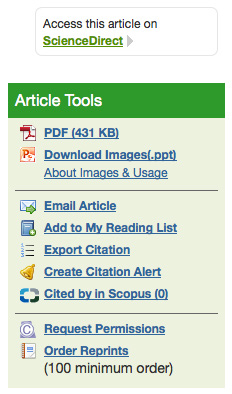 Access this article on
ScienceDirect
Article Tools
PDF (431 KB)
Download Images(.ppt)
About Images & Usage
Email Article
Add to My Reading List
Export Citation
Create Citation Alert
Cited by in Scopus (0)
Request Permissions
Order Reprints
(100 minimum order)